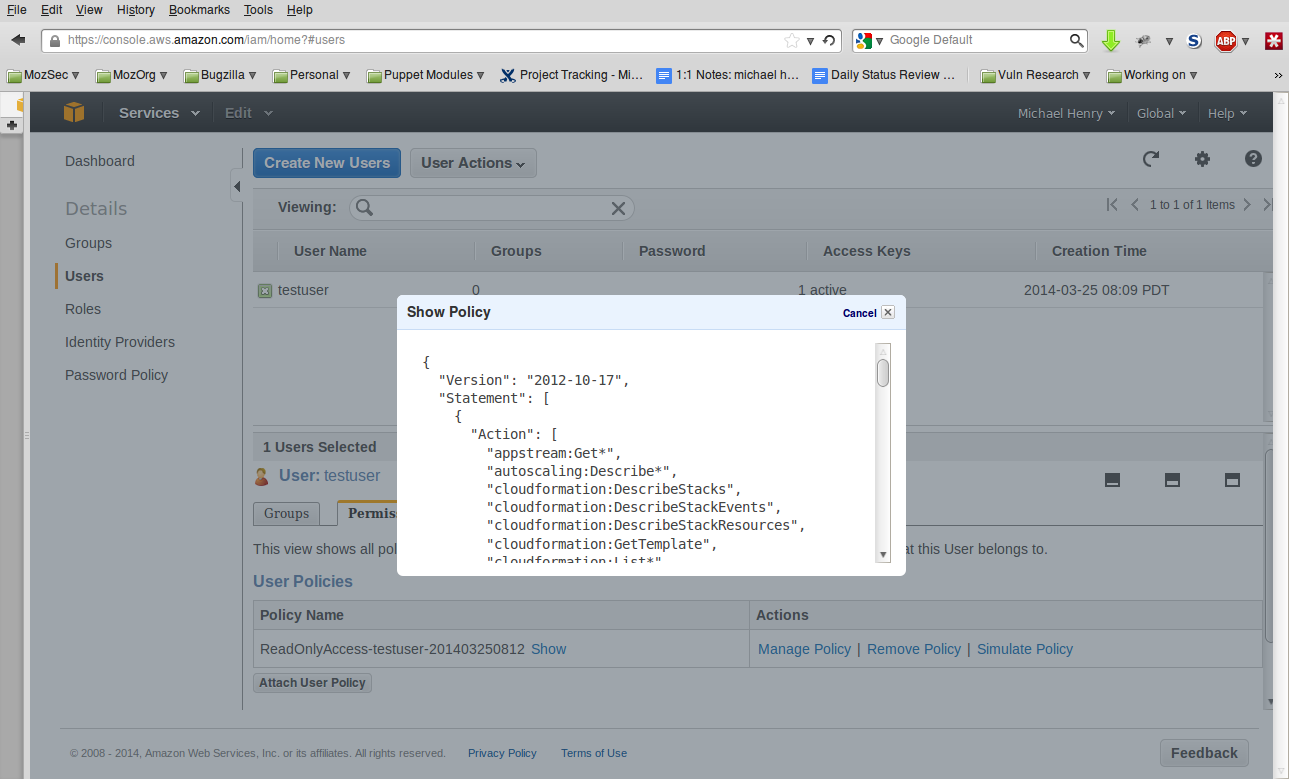 File Edit View History Bookmarks Tools Help
https://console.aws.amazon.com/iam/home?#users
Google Default
S
ABP
MozSec MozOrg Bugzilla Personal Puppet Modules Project Tracking - Mi... 1:1 Notes: michael h... Daily Status Review ... Vuln Research Working on »
Services Edit Michael Henry Global Help
Dashboard
Create New Users User Actions
Details
Viewing:
1 to 1 of 1 Items
Groups
User Name Groups Password Access Keys Creation Time
Users
testuser 0 1 active 2014-03-25 08:09 PDT
Roles
Identity Providers
Password Policy
Show Policy Cancel
{
"Version": "2012-10-17",
"Statement": [
{
"Action": [
"appstream:Get*",
"autoscaling:Describe*",
"cloudformation:DescribeStacks",
"cloudformation:DescribeStackEvents",
"cloudformation:DescribeStackResources",
"cloudformation:GetTemplate",
"cloudformation:List*"
1 Users Selected
User: testuser
Groups Permis
This view shows all pol at this User belongs to.
User Policies
Policy Name Actions
ReadOnlyAccess-testuser-201403250812 Show Manage Policy | Remove Policy | Simulate Policy
Attach User Policy
© 2008 - 2014, Amazon Web Services, Inc. or its affiliates. All rights reserved. Privacy Policy Terms of Use
Feedback